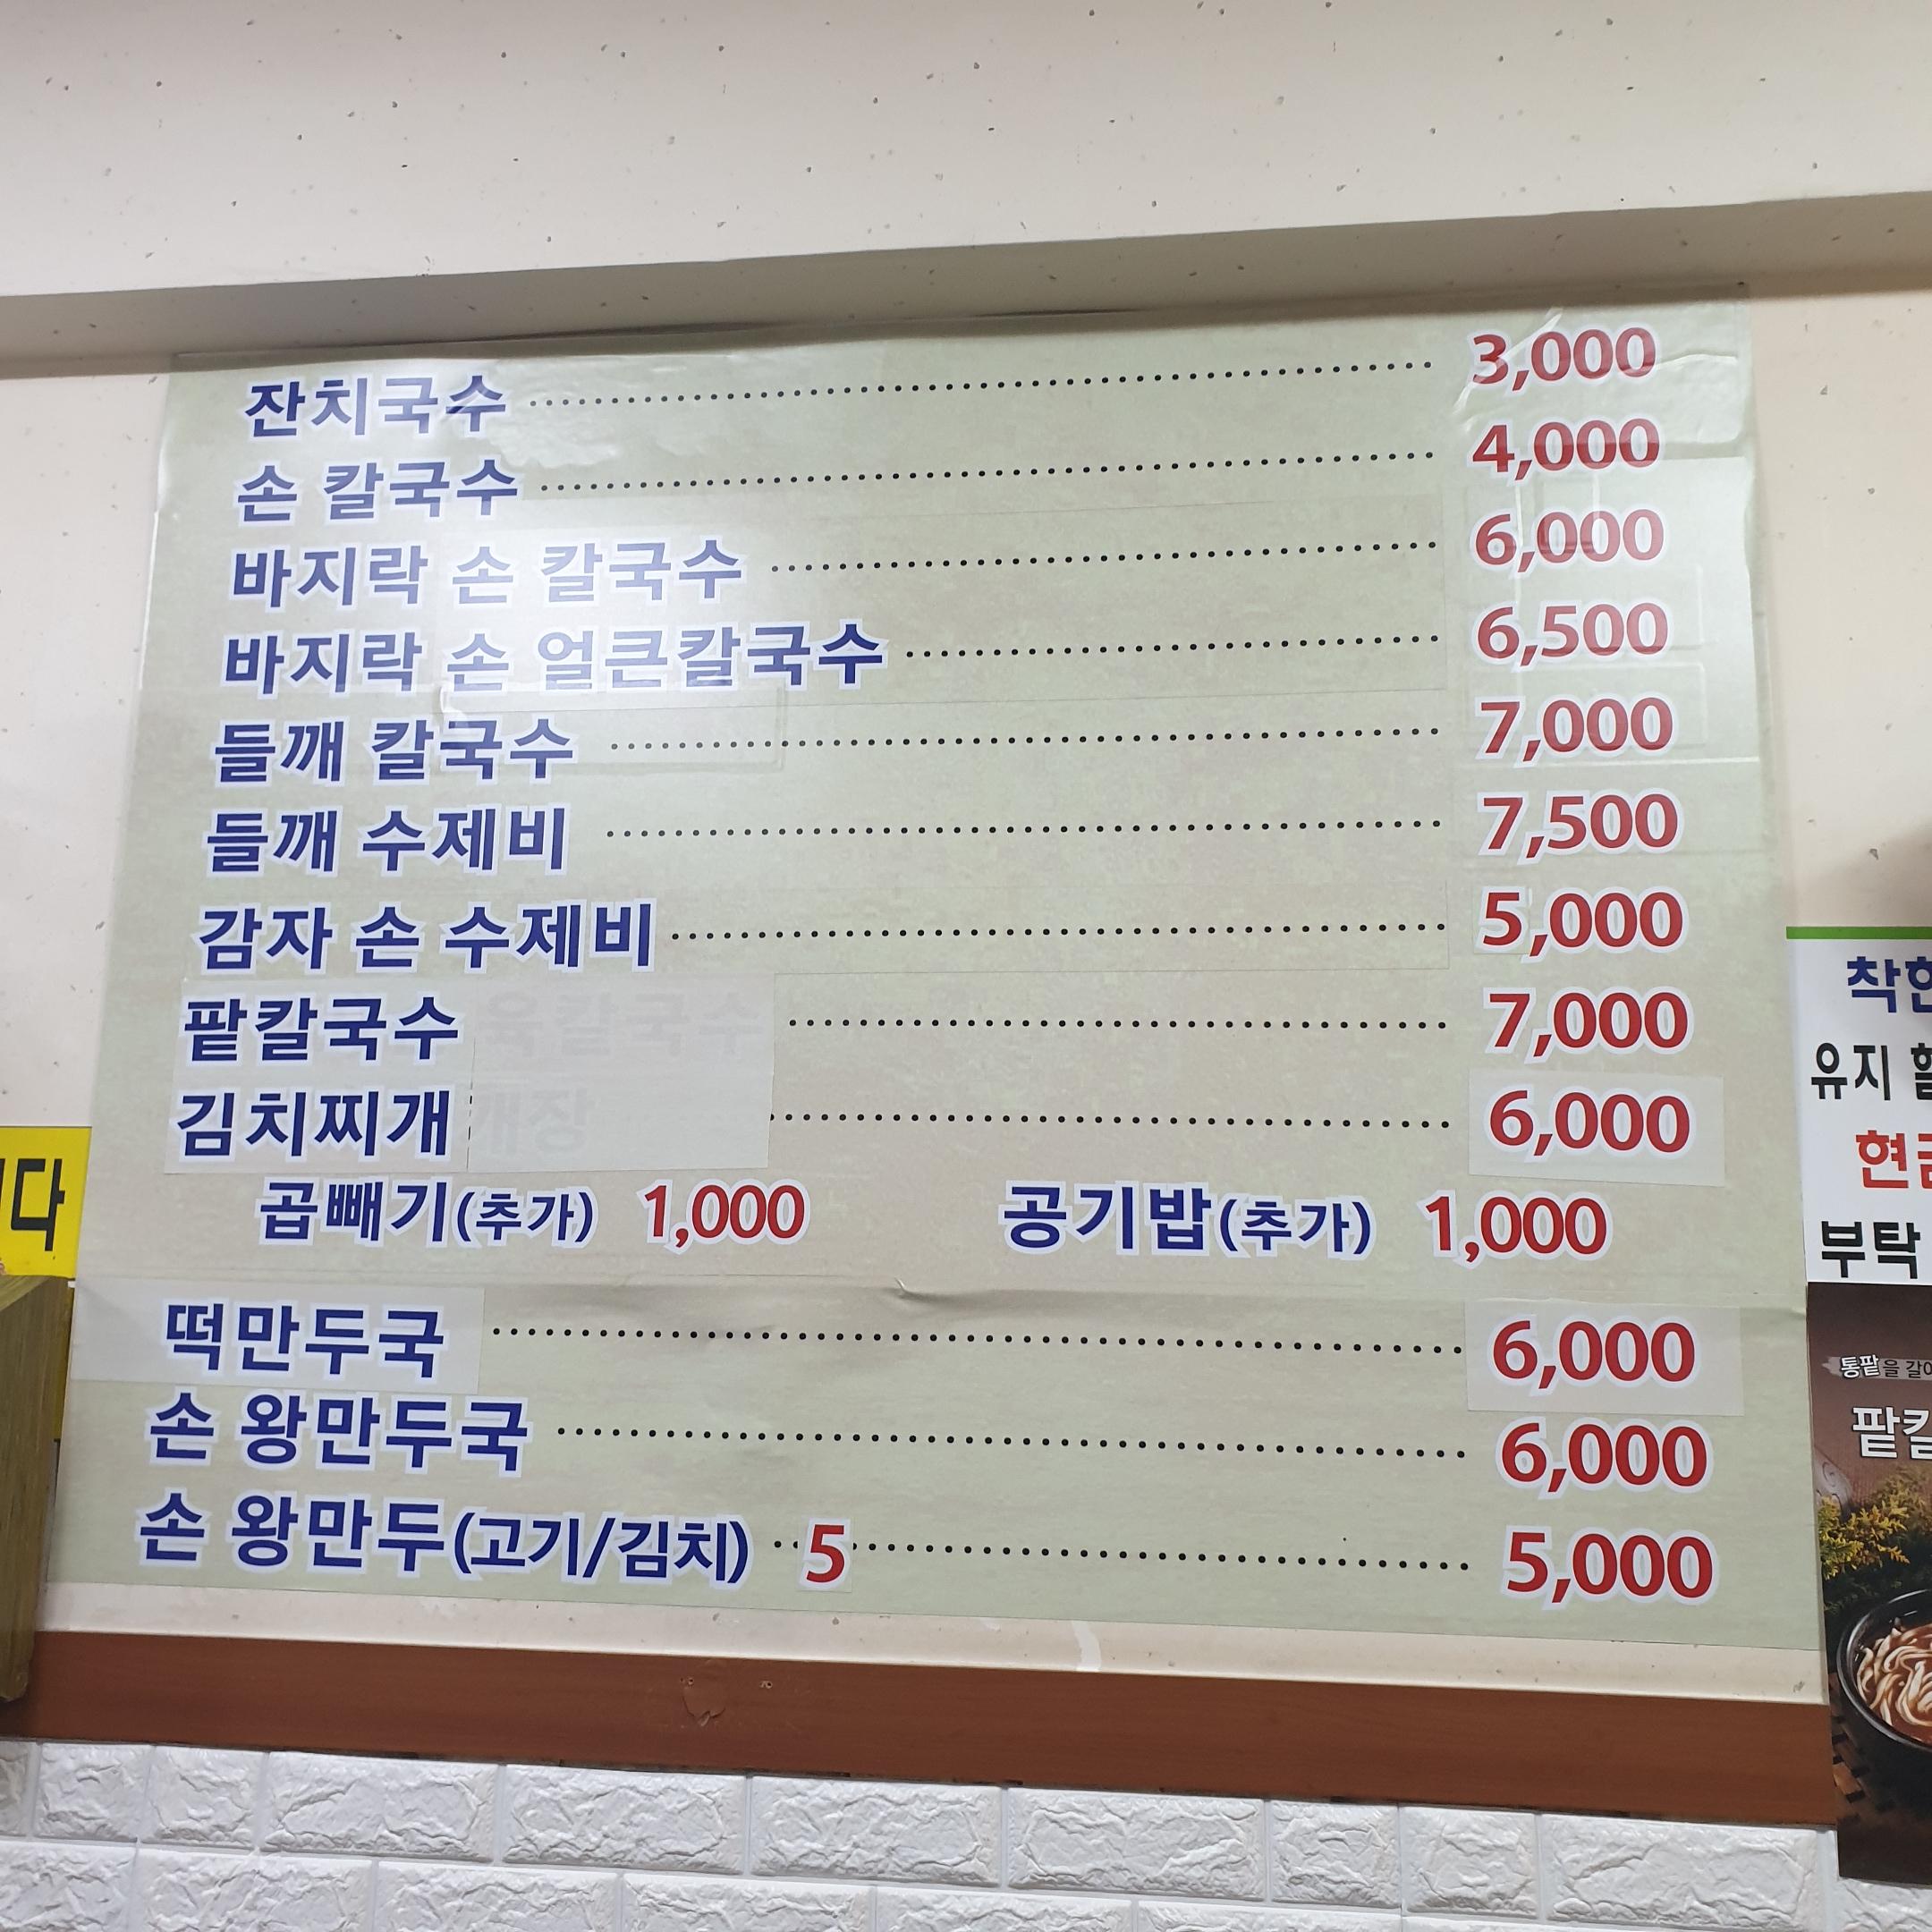 잔치국수 3,000
손 칼국수 4,000
바지락 손 칼국수 6,000
바지락 손 얼큰칼국수 6,500
들깨 칼국수 7,000
들깨 수제비 7,500
감자 손 수제비 5,000
팥칼국수 7,000
김치찌개 6,000
곱빼기(추가) 1,000 공기밥(추가) 1,000
떡만두국 6,000
손 왕만두국 6,000
손 왕만두(고기/김치) 5 5,000
유지
부탁
통팥을